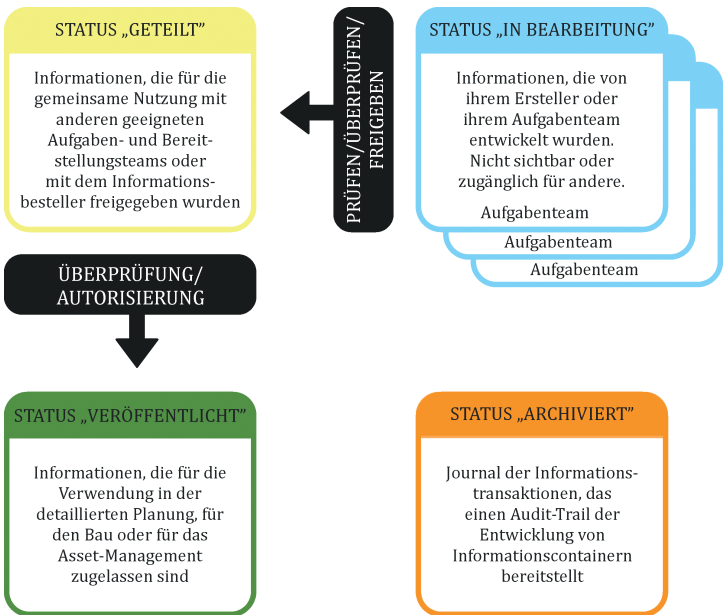 STATUS „GETEILT”
Informationen, die für die
gemeinsame Nutzung mit
anderen geeigneten
Aufgaben- und Bereit-
stellungsteams oder
mit dem Informations-
besteller freigegeben wurden
PRÜFEN/ÜBERPRÜFEN/
FREIGEBEN
STATUS „IN BEARBEITUNG”
Informationen, die von
ihrem Ersteller oder
ihrem Aufgabenteam
entwickelt wurden.
Nicht sichtbar oder
zugänglich für andere.
Aufgabenteam
Aufgabenteam
Aufgabenteam
ÜBERPRÜFUNG/
AUTORISIERUNG
STATUS „VERÖFFENTLICHT”
Informationen, die für die
Verwendung in der
detaillierten Planung, für
den Bau oder für das
Asset-Management
zugelassen sind
STATUS „ARCHIVIERT”
Journal der Informations-
transaktionen, das
einen Audit-Trail der
Entwicklung von
Informationscontainern
bereitstellt